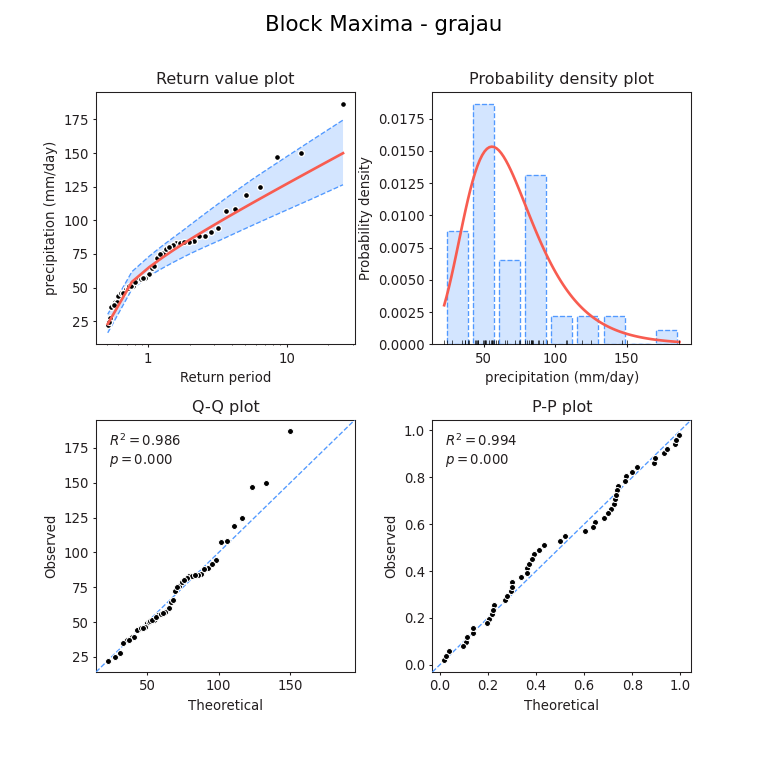 Block Maxima - grajau
Return value plot
precipitation (mm/day)
175
150
125
100
75
50
25
1
10
Return period
Probability density plot
Probability density
0.0175
0.0150
0.0125
0.0100
0.0075
0.0050
0.0025
0.0000
50
100
150
precipitation (mm/day)
Q-Q plot
R² = 0.986
p = 0.000
Observed
175
150
125
100
75
50
25
50
100
150
Theoretical
P-P plot
R² = 0.994
p = 0.000
Observed
1.0
0.8
0.6
0.4
0.2
0.0
0.0
0.2
0.4
0.6
0.8
1.0
Theoretical